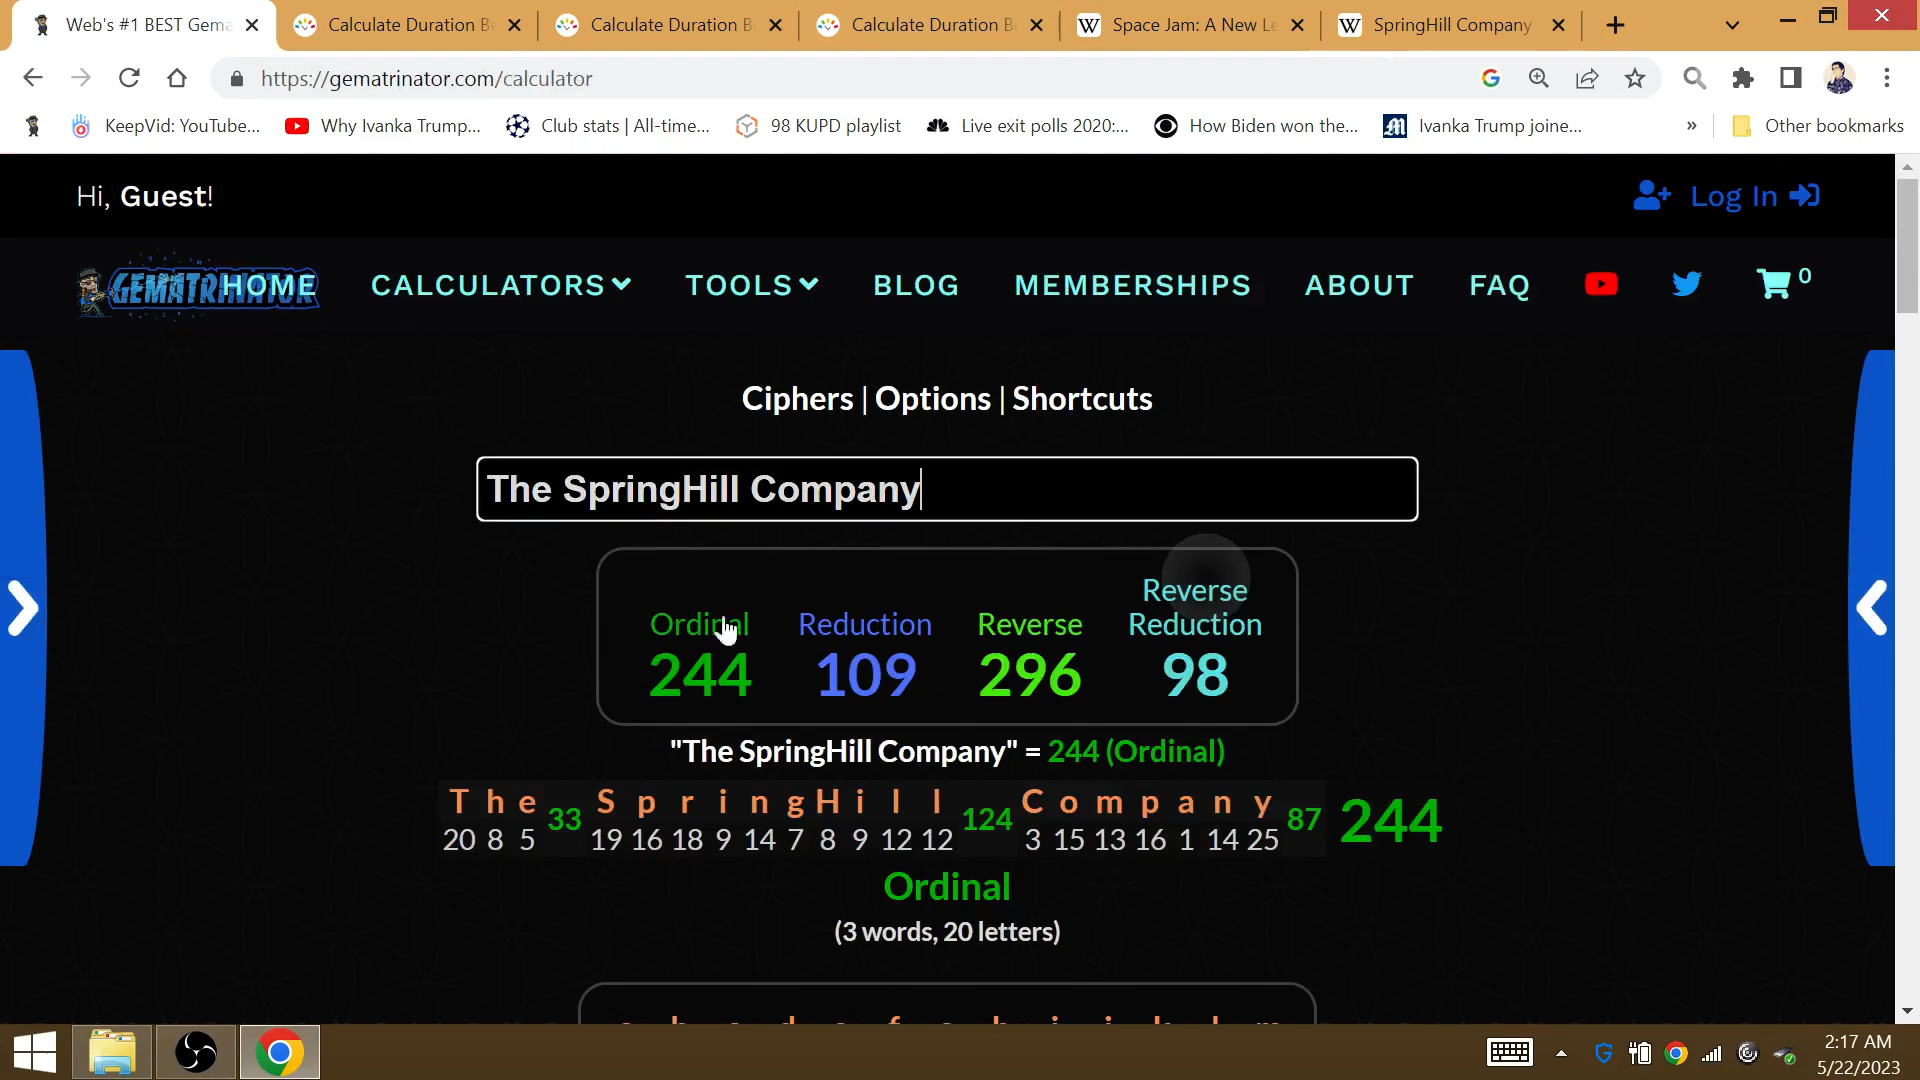 Web's #1 BEST Gema
Calculate Duration Be
Calculate Duration Be
Calculate Duration Be
Space Jam: A New Le
SpringHill Company
https://gematrinator.com/calculator
KeepVid: YouTube...
Why Ivanka Trump...
Club stats | All-time...
98 KUPD playlist
Live exit polls 2020:...
How Biden won the...
Ivanka Trump joine...
»
Other bookmarks
Hi, Guest!
Log In
GEMATRINATOR
HOME
CALCULATORS
TOOLS
BLOG
MEMBERSHIPS
ABOUT
FAQ
0
Ciphers | Options | Shortcuts
The SpringHill Company
Ordinal
244
Reduction
109
Reverse
296
Reverse
Reduction
98
"The SpringHill Company" = 244 (Ordinal)
T h e 33 S p r i n g H i l l 124 C o m p a n y 87 244
20 8 5 19 16 18 9 14 7 8 9 12 12 3 15 13 16 1 14 25
Ordinal
(3 words, 20 letters)
2:17 AM
5/22/2023